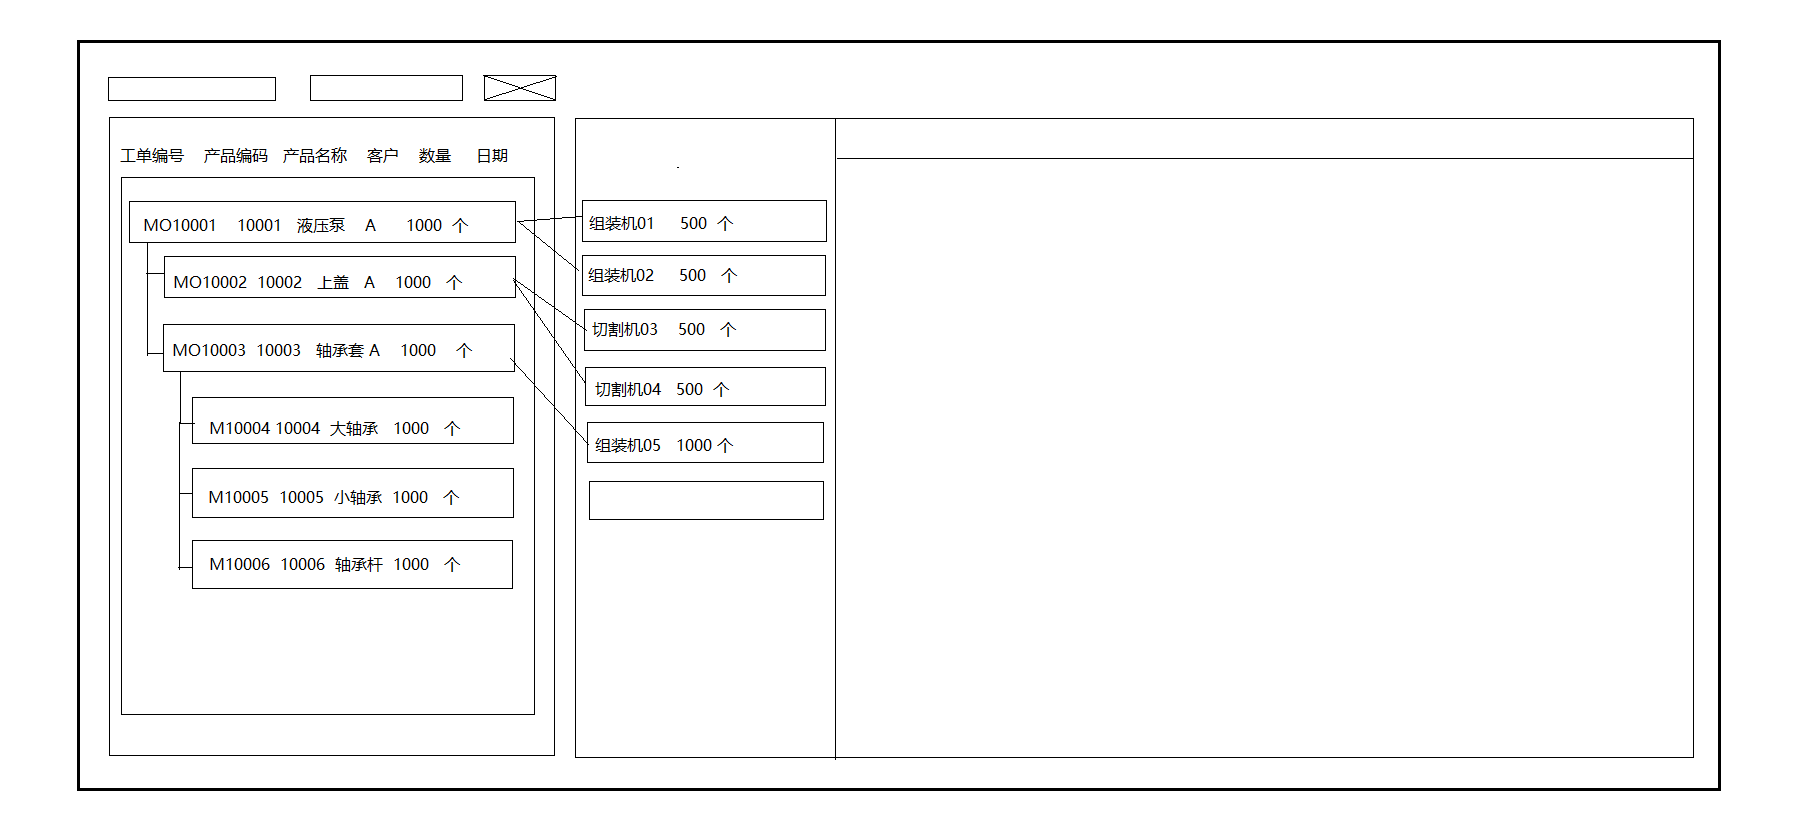 工单编号 产品编码 产品名称 客户 数量 日期
MO10001 10001 液压泵 A 1000 个
MO10002 10002 上盖 A 1000 个
MO10003 10003 轴承套 A 1000 个
M10004 10004 大轴承 1000 个
M10005 10005 小轴承 1000 个
M10006 10006 轴承杆 1000 个
组装机01 500 个
组装机02 500 个
切割机03 500 个
切割机04 500 个
组装机05 1000 个